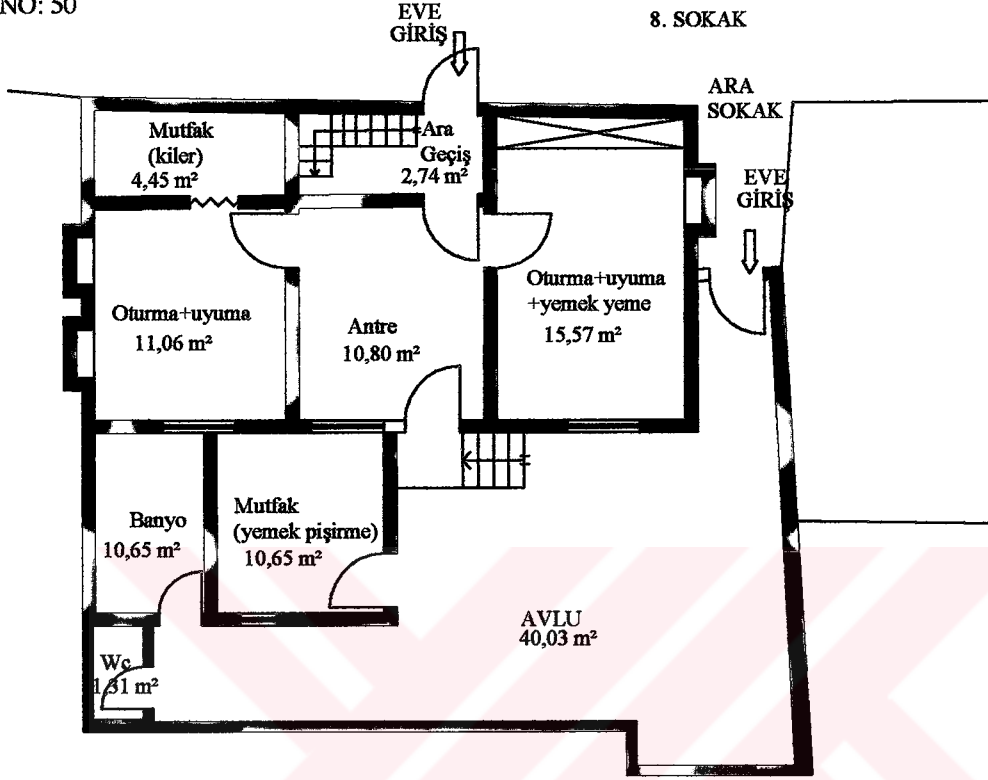 NO: 50
EVE
GİRİŞ
8. SOKAK
ARA
SOKAK
Mutfak
(kiler)
4,45 m²
Ara
Geçiş
2,74 m²
EVE
GİRİŞ
Oturma+uyuma
11,06 m²
Antre
10,80 m²
Oturma+uyuma
+yemek yeme
15,57 m²
Banyo
10,65 m²
Mutfak
(yemek pişirme)
10,65 m²
AVLU
40,03 m²
Wc
1,31 m²